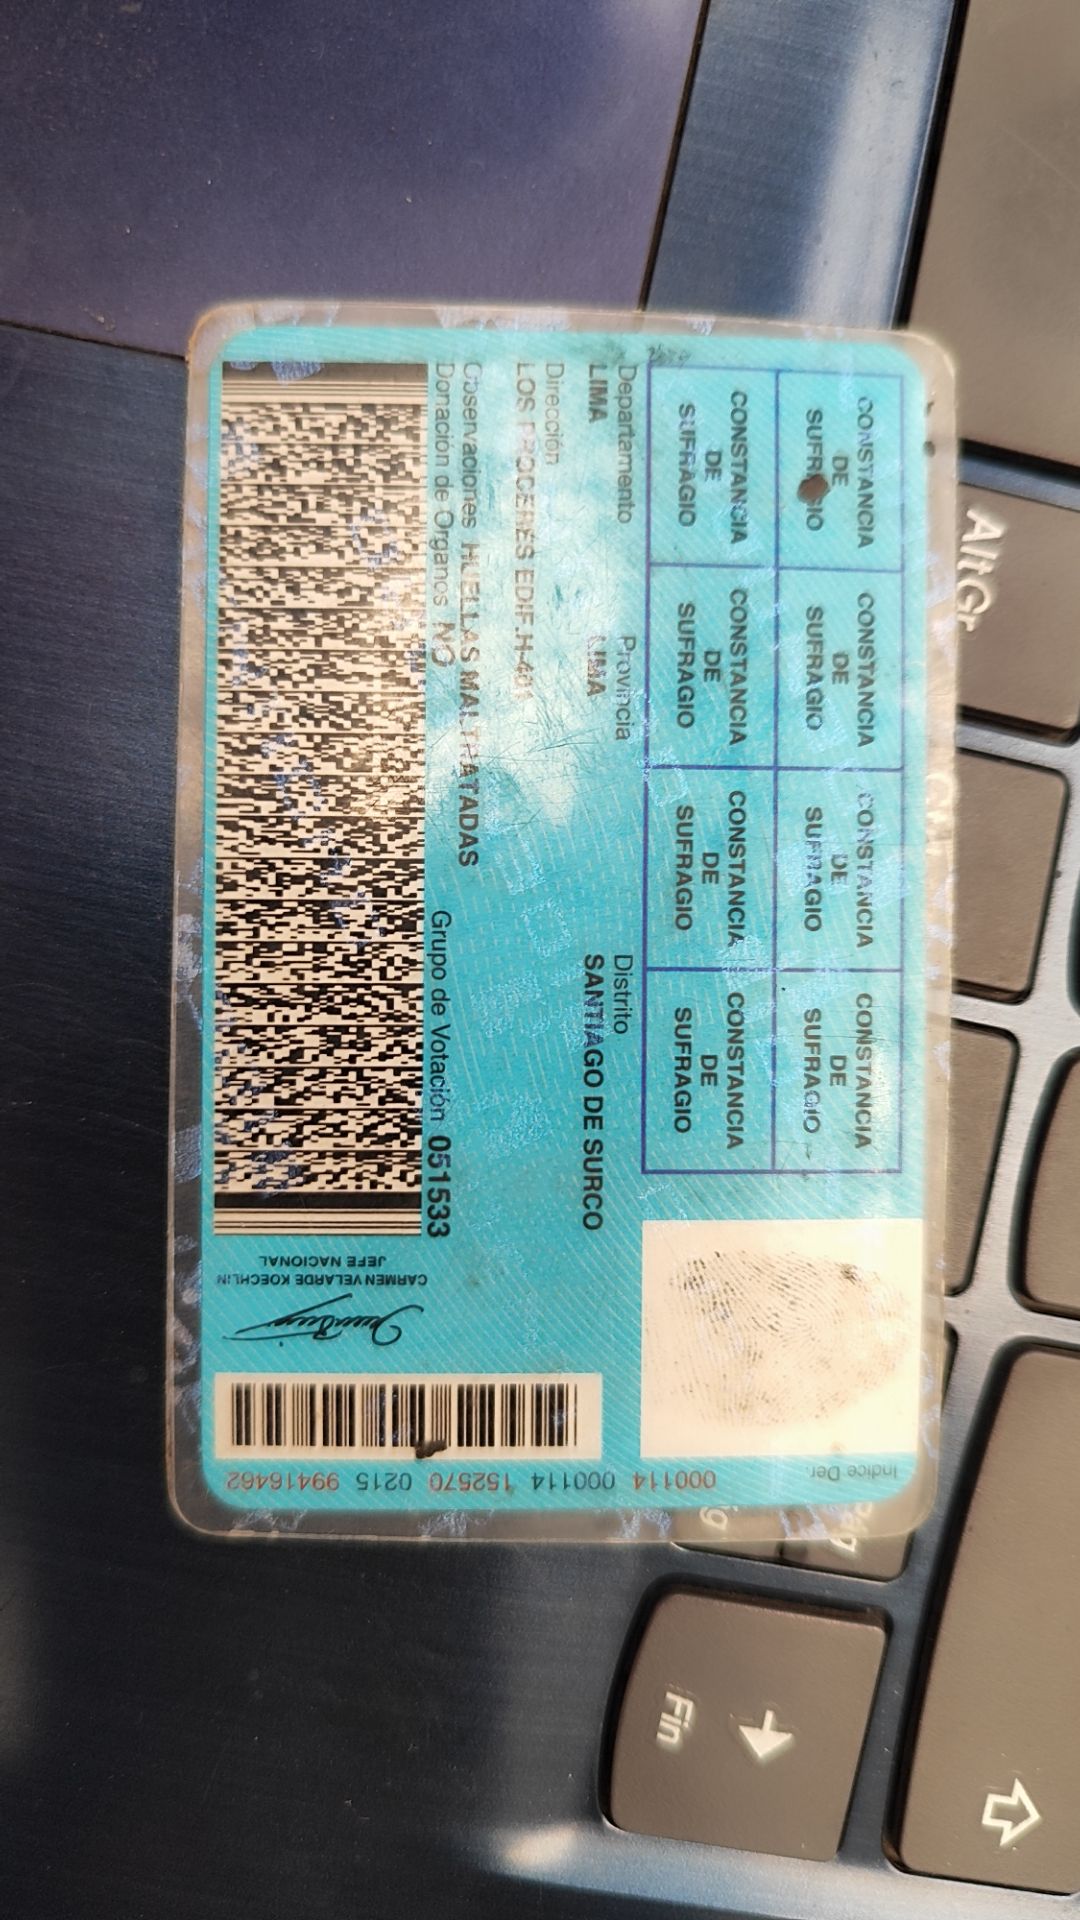 CONSTANCIA DE SUFRAGIO
CONSTANCIA DE SUFRAGIO
CONSTANCIA DE SUFRAGIO
CONSTANCIA DE SUFRAGIO
CONSTANCIA DE SUFRAGIO
CONSTANCIA DE SUFRAGIO
CONSTANCIA DE SUFRAGIO
CONSTANCIA DE SUFRAGIO
Departamento Provincia Distrito
LIMA LIMA SANTIAGO DE SURCO
Dirección
LOS PROCERES EDIF.H-401
Observaciones HUELLAS MALTRATADAS
Donación de Organos NO Grupo de Votación 051533
CARMEN VELARDE KOECHLIN
JEFE NACIONAL
Indice Der.
000114 000114 152570 0215 99416462
AltGr
Fin